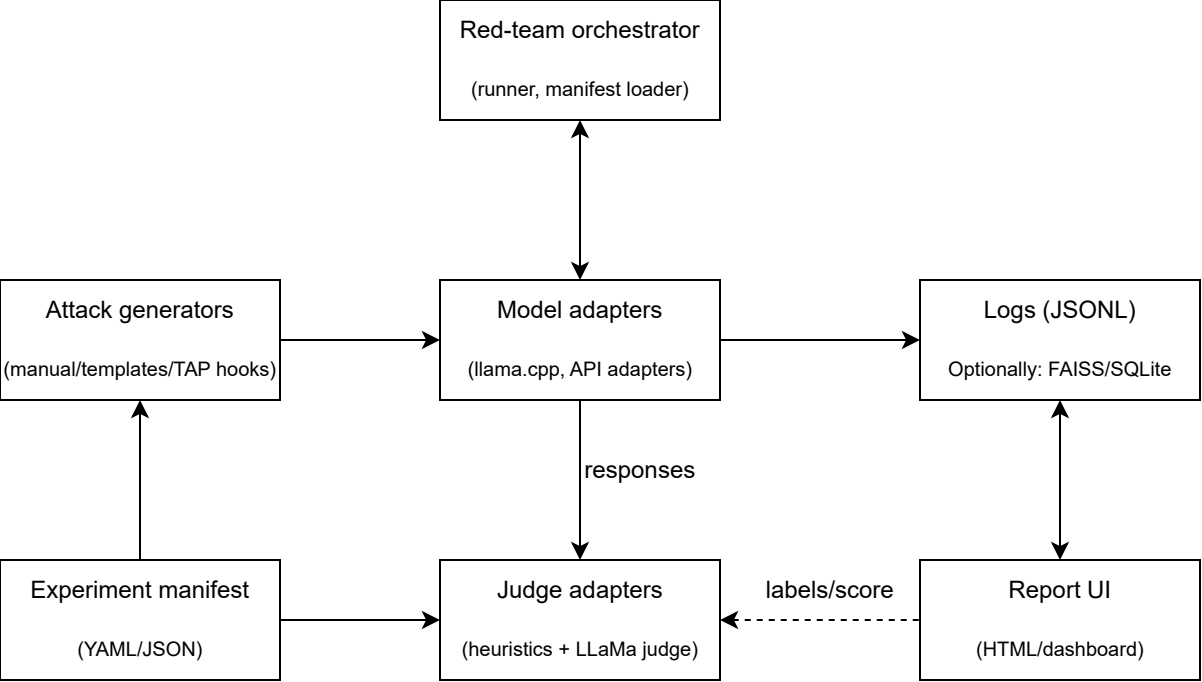 Red-team orchestrator
(runner, manifest loader)
Attack generators
(manual/templates/TAP hooks)
Model adapters
(llama.cpp, API adapters)
Logs (JSONL)
Optionally: FAISS/SQLite
responses
Experiment manifest
(YAML/JSON)
Judge adapters
(heuristics + LLaMa judge)
labels/score
Report UI
(HTML/dashboard)